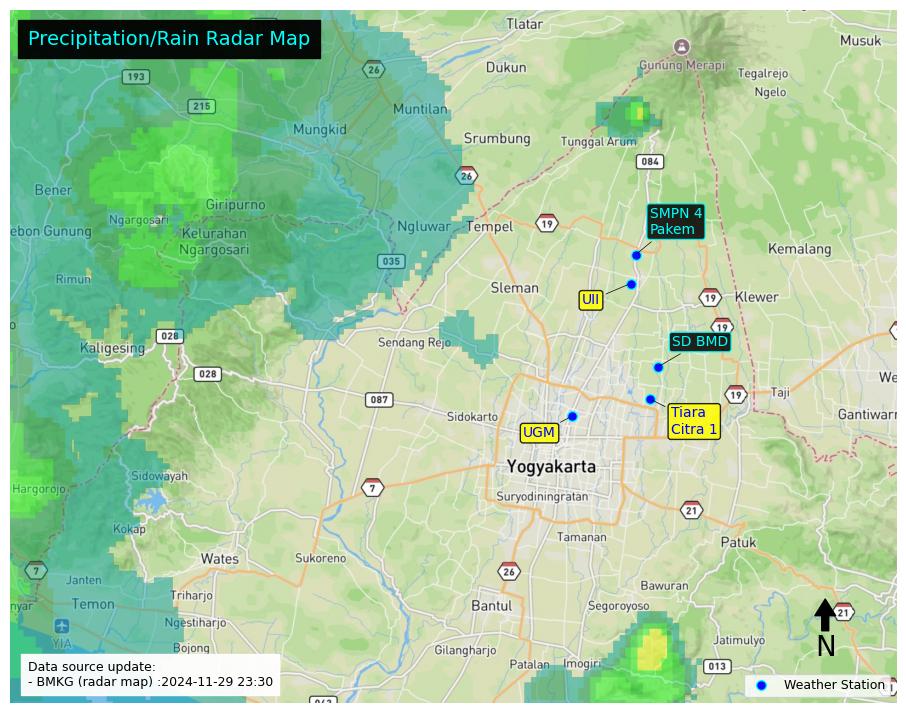 Precipitation/Rain Radar Map
Tlatar
Musuk
26
193
Dukun
Gunung Merapi
Tegalrejo
Ngelo
215
Muntilan
Mungkid
Srumbung
Tunggal Arum
084
26
Bener
Giripurno
Ngargosari
SMPN 4
Pakem
ebon Gunung
Kelurahan
Ngargosari
Ngluwar
Tempel
19
Kemalang
035
Rimun
Sleman
UII
19
Klewer
19
028
Kaligesing
Sendang Rejo
SD BMD
028
We
087
19
Taji
Sidokarto
Tiara
Citra 1
Gantiwarn
UGM
Yogyakarta
Sidowayah
Hargorojo
7
Suryodiningratan
21
Kokap
Tamanan
Patuk
Wates
Sukoreno
7
26
Janten
Bawuran
nyar
Temon
Triharjo
Bantul
Segoroyoso
21
Ngestiharjo
YIA
Bojong
Gilangharjo
Jatimulyo
N
Patalan
Imogiri
013
Data source update:
- BMKG (radar map) :2024-11-29 23:30
Weather Station